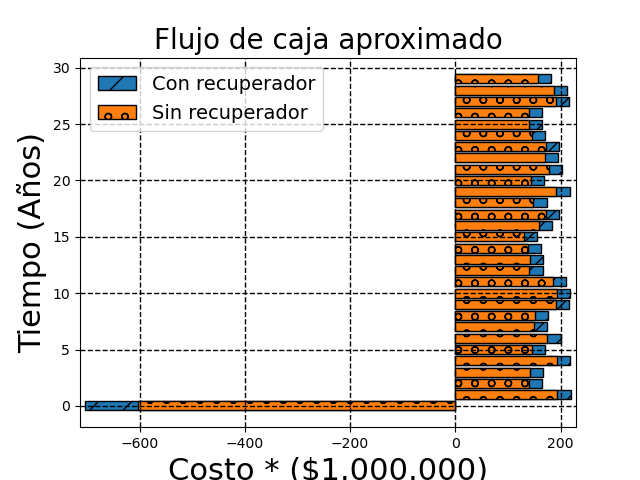 Flujo de caja aproximado
Con recuperador
Sin recuperador
Tiempo (Años)
30
25
20
15
10
5
0
−600
−400
−200
0
200
Costo * ($1.000.000)